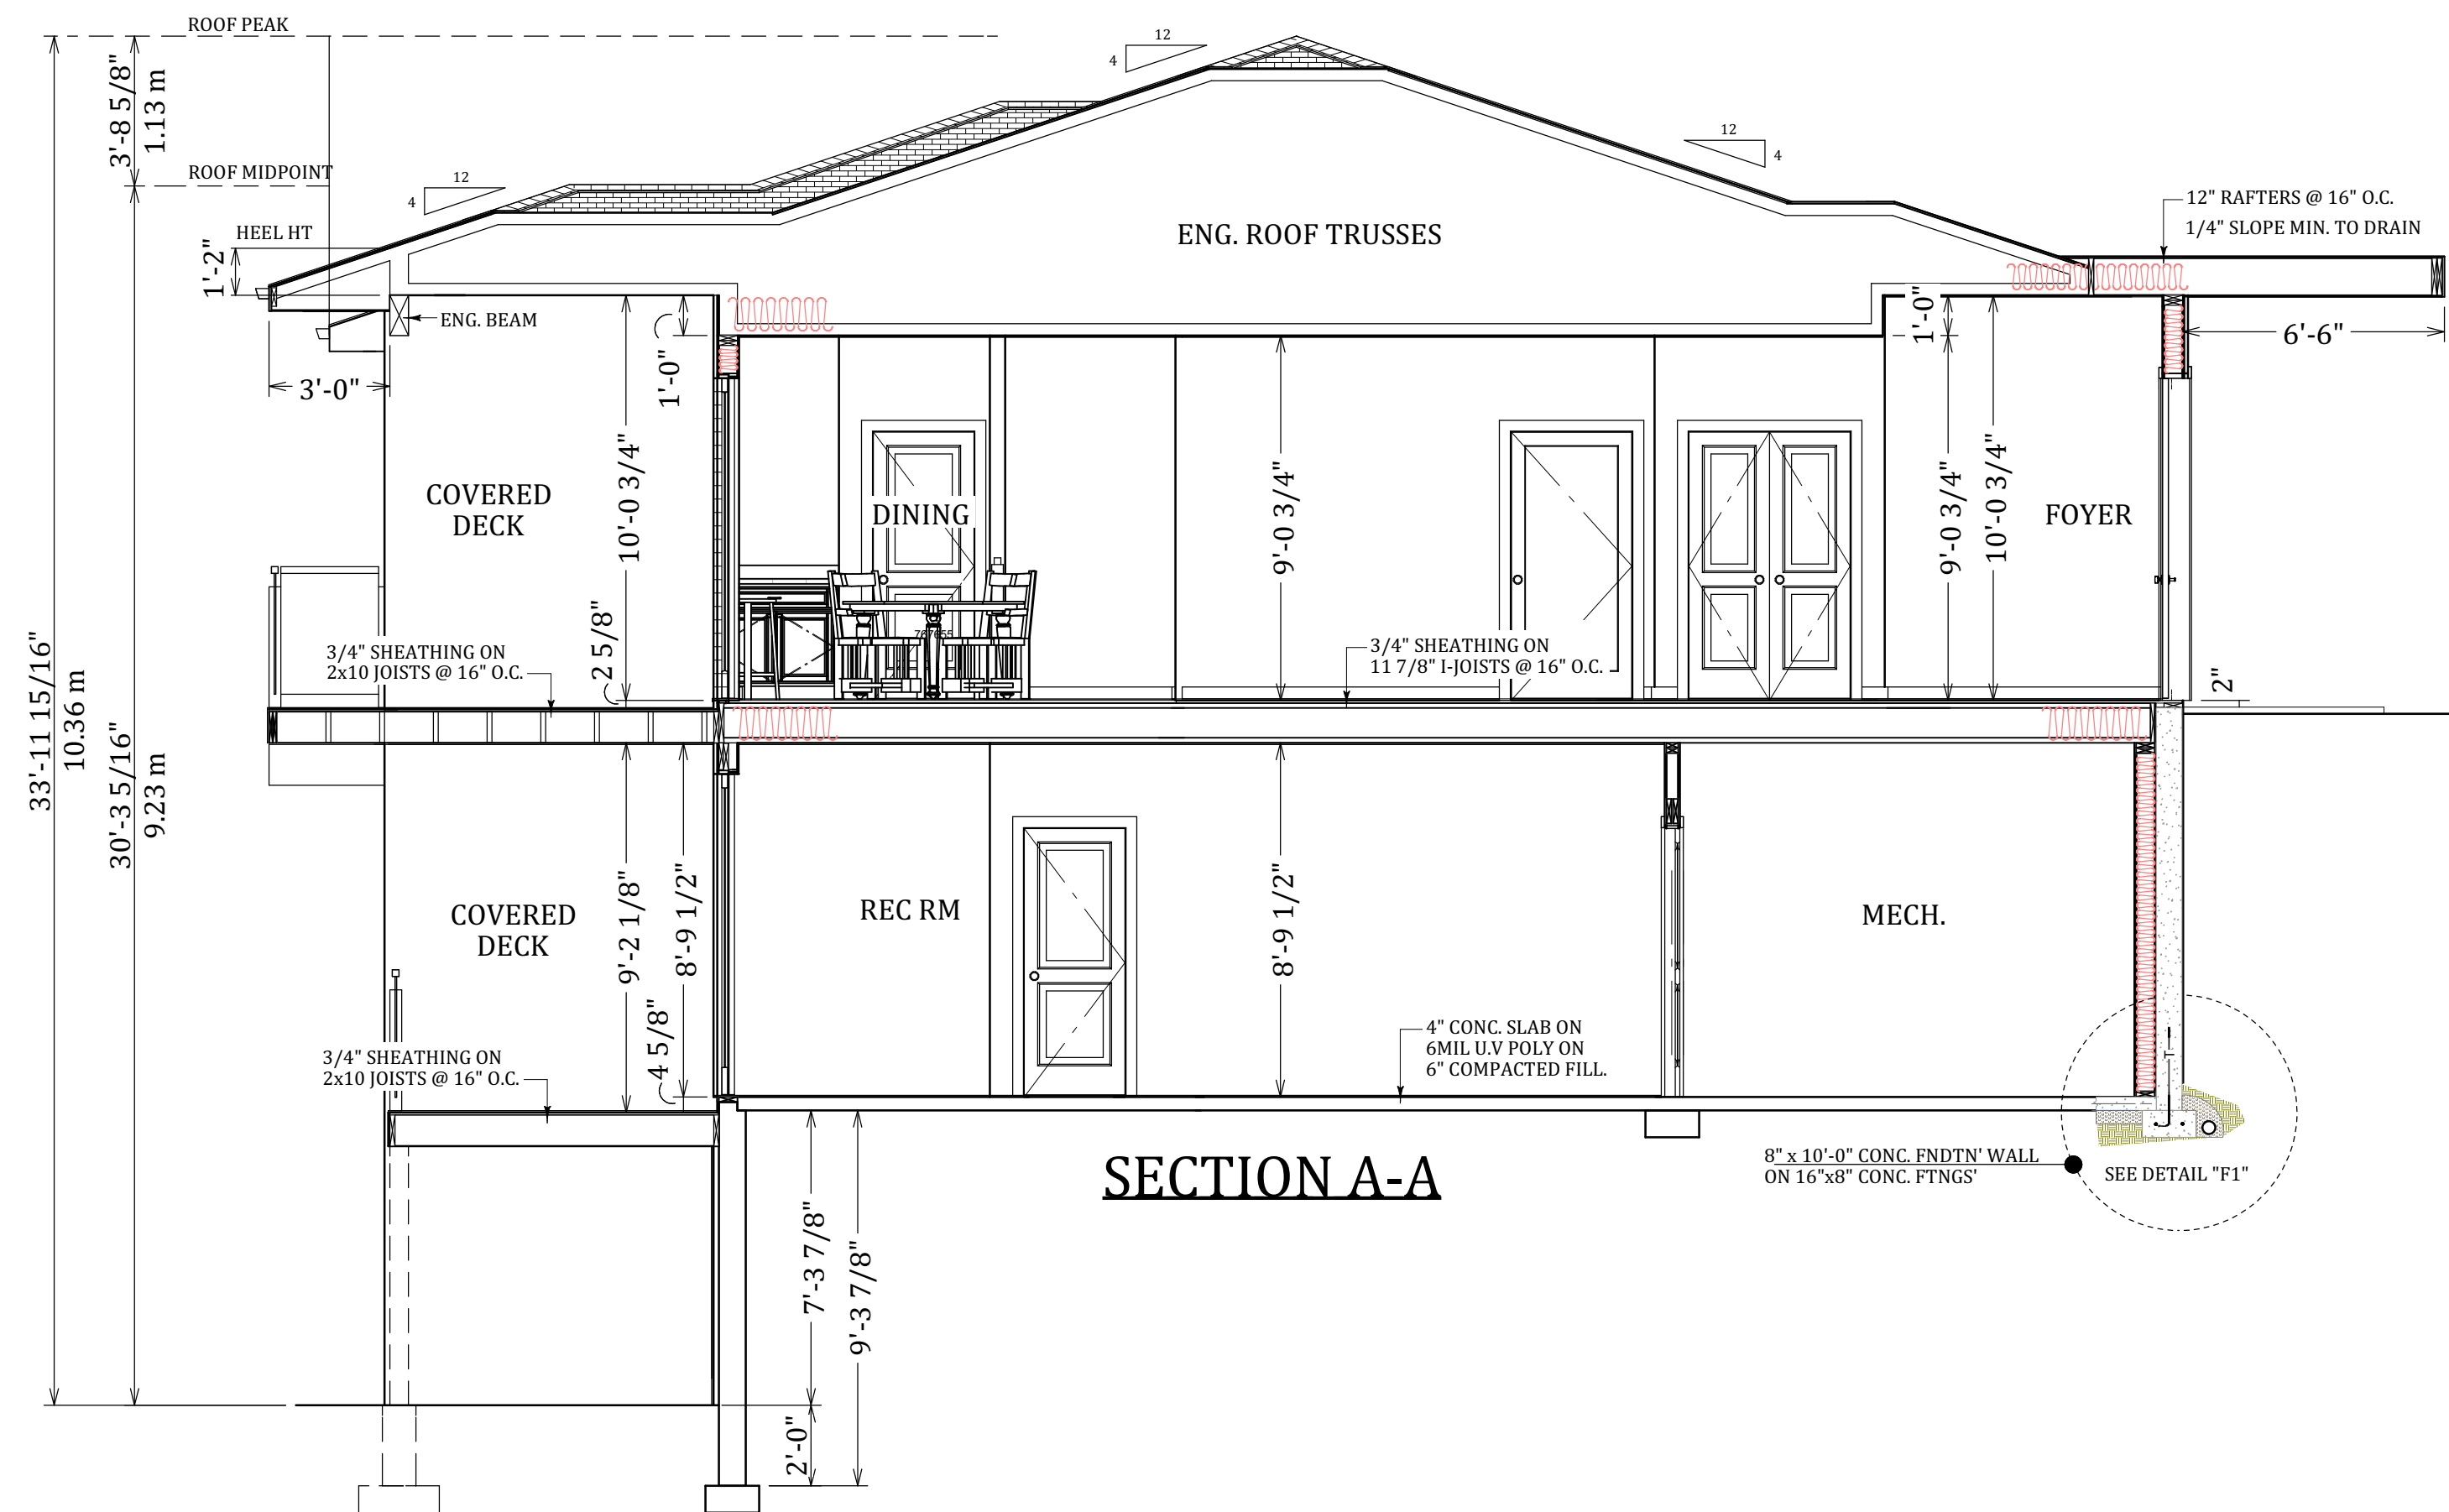 ROOF PEAK
12
4
3'-8 5/8"
1.13 m
ROOF MIDPOINT
12
4
12
4
HEEL HT
1'-2"
ENG. ROOF TRUSSES
12" RAFTERS @ 16" O.C.
1/4" SLOPE MIN. TO DRAIN
ENG. BEAM
3'-0"
1'-0"
1'-0"
6'-6"
COVERED
DECK
10'-0 3/4"
DINING
9'-0 3/4"
9'-0 3/4"
10'-0 3/4"
FOYER
2 5/8"
767655
3/4" SHEATHING ON
2x10 JOISTS @ 16" O.C.
3/4" SHEATHING ON
11 7/8" I-JOISTS @ 16" O.C.
2"
33'-11 15/16"
10.36 m
30'-3 5/16"
9.23 m
COVERED
DECK
9'-2 1/8"
8'-9 1/2"
REC RM
8'-9 1/2"
MECH.
4 5/8"
3/4" SHEATHING ON
2x10 JOISTS @ 16" O.C.
4" CONC. SLAB ON
6MIL U.V POLY ON
6" COMPACTED FILL.
T
SECTION A-A
8" x 10'-0" CONC. FNDTN' WALL
ON 16"x8" CONC. FTNGS'
SEE DETAIL "F1"
7'-3 7/8"
9'-3 7/8"
2'-0"